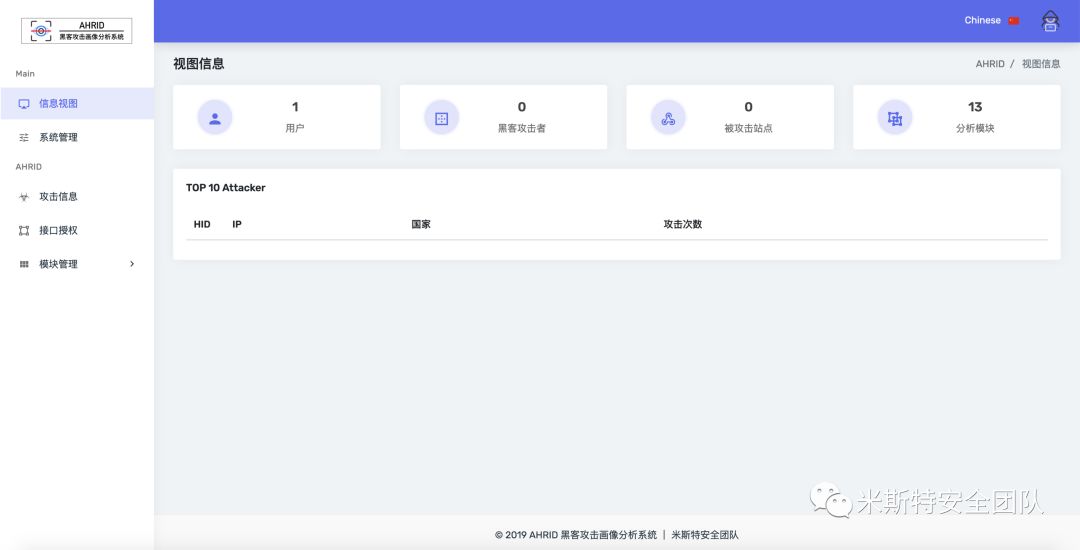 AHRID
黑客攻击画像分析系统
Chinese
Main
信息视图
系统管理
AHRID
攻击信息
接口授权
模块管理
视图信息
AHRID / 视图信息
1
用户
0
黑客攻击者
0
被攻击站点
13
分析模块
TOP 10 Attacker
HID IP 国家 攻击次数
米斯特安全团队
© 2019 AHRID 黑客攻击画像分析系统 | 米斯特安全团队